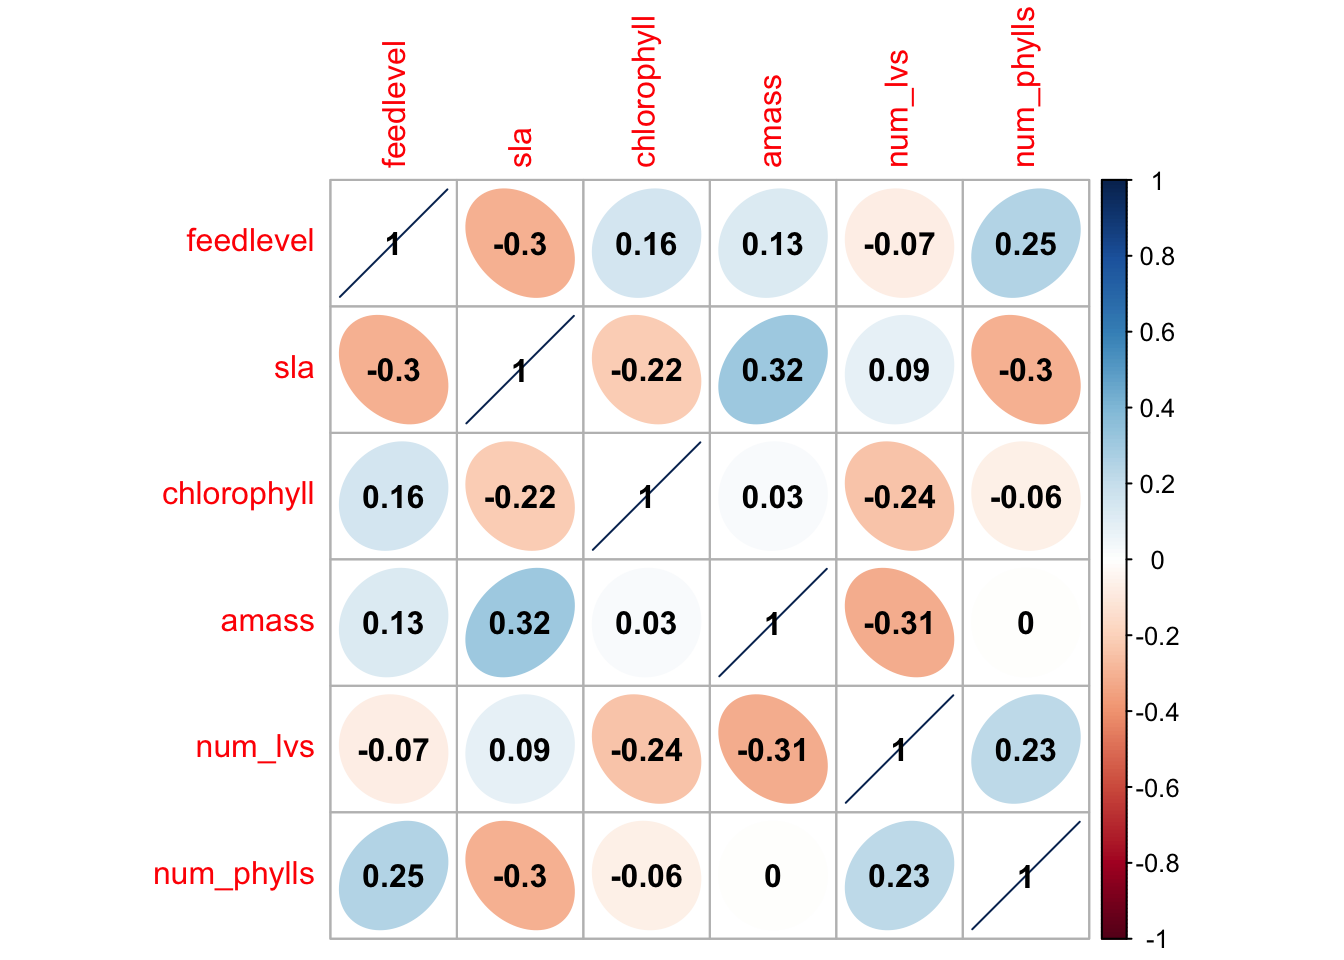 feedlevel sla chlorophyll amass num_lvs num_phylls
feedlevel 1 -0.3 0.16 0.13 -0.07 0.25
sla -0.3 1 -0.22 0.32 0.09 -0.3
chlorophyll 0.16 -0.22 1 0.03 -0.24 -0.06
amass 0.13 0.32 0.03 1 -0.31 0
num_lvs -0.07 0.09 -0.24 -0.31 1 0.23
num_phylls 0.25 -0.3 -0.06 0 0.23 1
1
0.8
0.6
0.4
0.2
0
-0.2
-0.4
-0.6
-0.8
-1